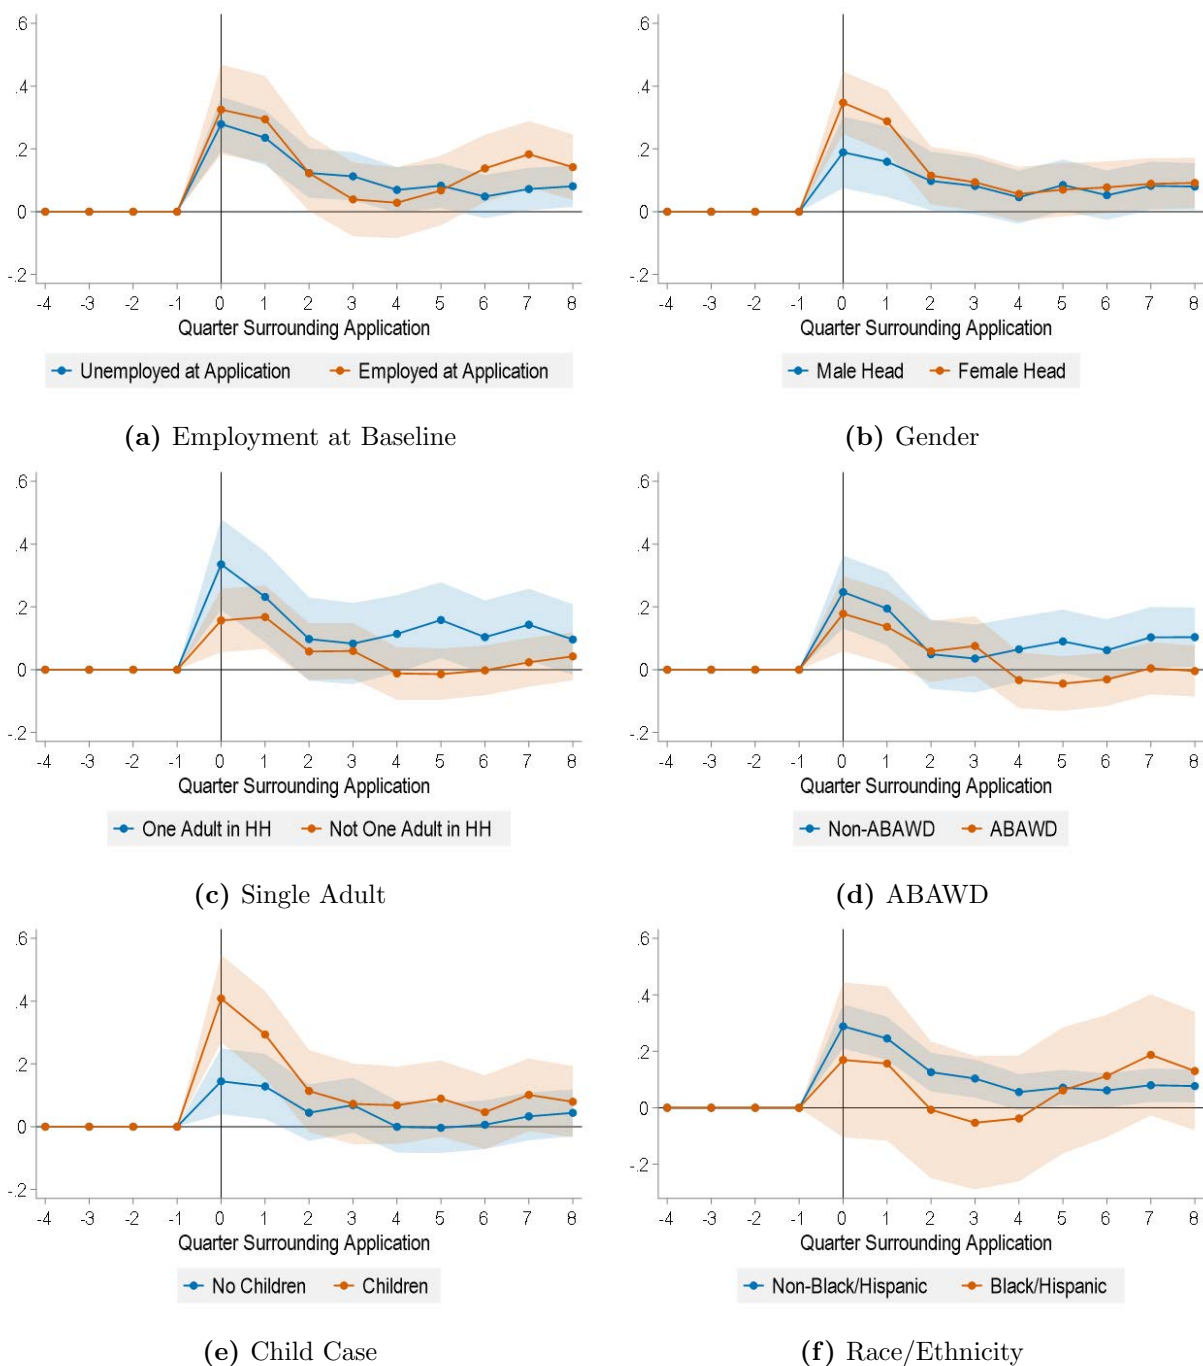 .6
.4
.2
0
-.2
-4 -3 -2 -1 0 1 2 3 4 5 6 7 8
Quarter Surrounding Application
Unemployed at Application Employed at Application
(a) Employment at Baseline
.6
.4
.2
0
-.2
-4 -3 -2 -1 0 1 2 3 4 5 6 7 8
Quarter Surrounding Application
Male Head Female Head
(b) Gender
.6
.4
.2
0
-.2
-4 -3 -2 -1 0 1 2 3 4 5 6 7 8
Quarter Surrounding Application
One Adult in HH Not One Adult in HH
(c) Single Adult
.6
.4
.2
0
-.2
-4 -3 -2 -1 0 1 2 3 4 5 6 7 8
Quarter Surrounding Application
Non-ABAWD ABAWD
(d) ABAWD
.6
.4
.2
0
-.2
-4 -3 -2 -1 0 1 2 3 4 5 6 7 8
Quarter Surrounding Application
No Children Children
(e) Child Case
.6
.4
.2
0
-.2
-4 -3 -2 -1 0 1 2 3 4 5 6 7 8
Quarter Surrounding Application
Non-Black/Hispanic Black/Hispanic
(f) Race/Ethnicity